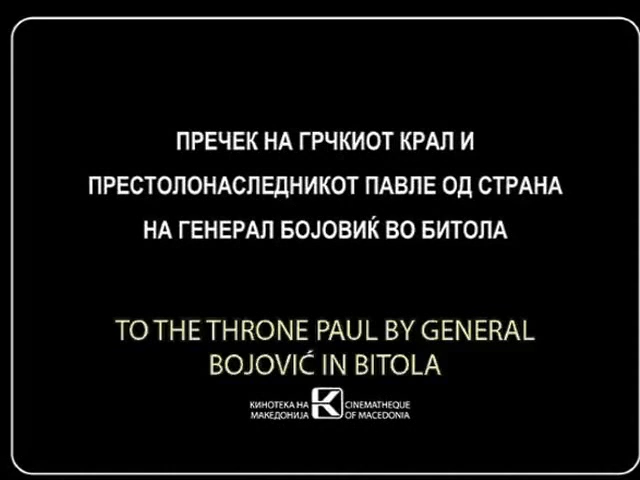 ПРЕЧЕК НА ГРЧКИОТ КРАЛ И
ПРЕСТОЛОНАСЛЕДНИКОТ ПАВЛЕ ОД СТРАНА
НА ГЕНЕРАЛ БОЈОВИЌ ВО БИТОЛА
TO THE THRONE PAUL BY GENERAL
BOJOVIĆ IN BITOLA
КИНОТЕКА НА
МАКЕДОНИЈА
K
CINEMATHEQUE
OF MACEDONIA